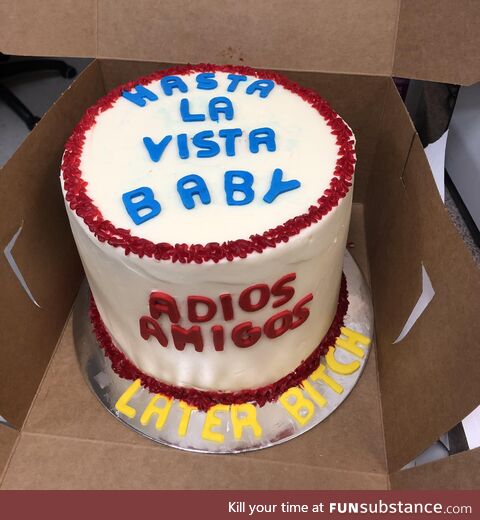 HASTA
LA
VISTA
BABY
ADIOS
AMIGOS
LATER BITCH
Kill your time at FUNsubstance.com